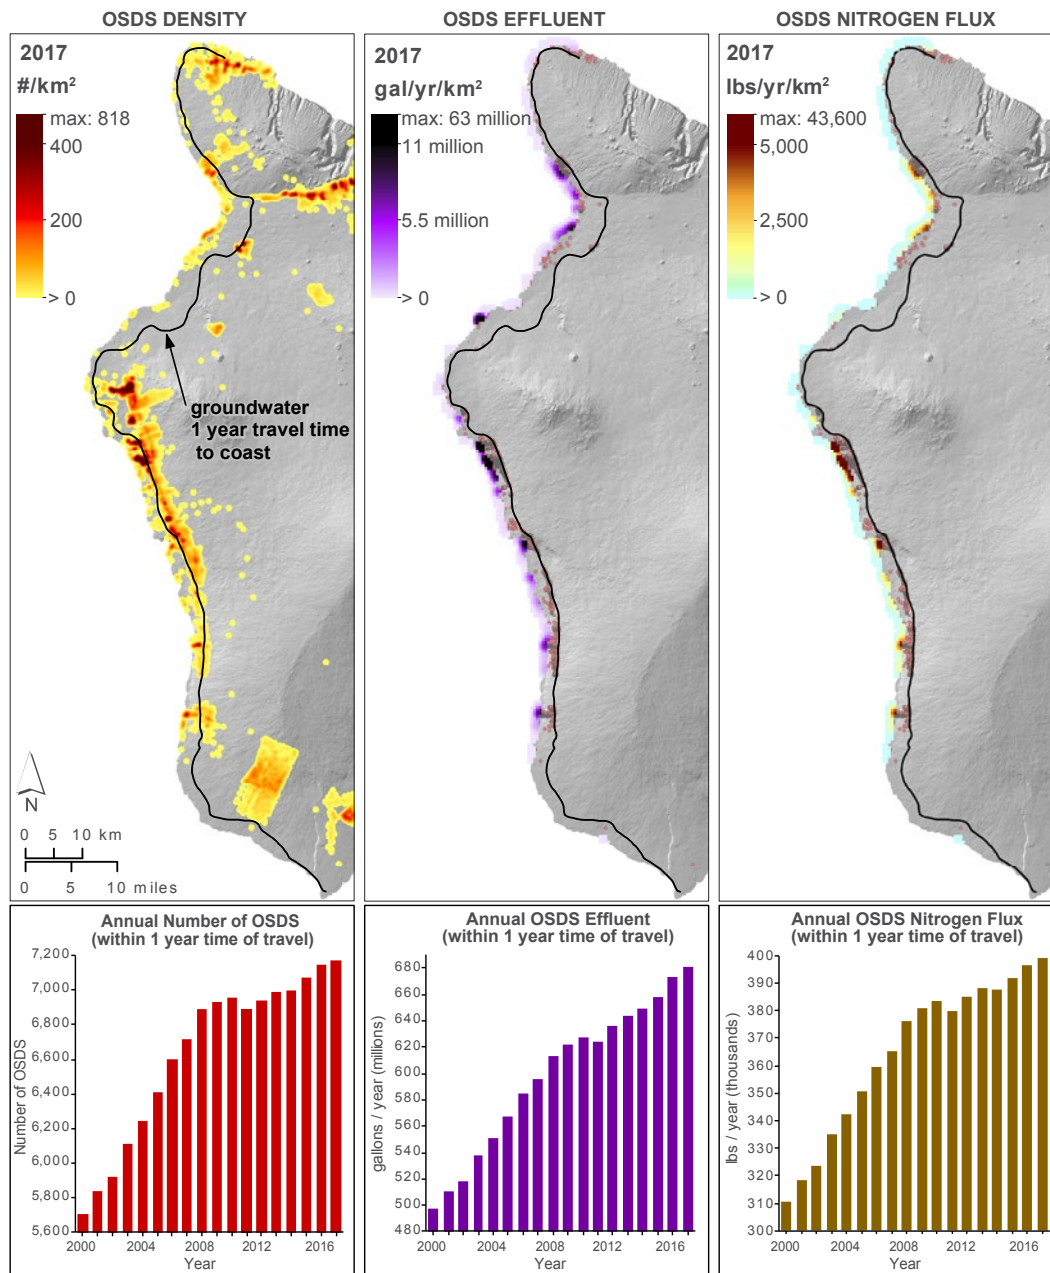 OSDS DENSITY
2017
#/km²
max: 818
400
200
> 0
groundwater
1 year travel time
to coast
N
0 5 10 km
0 5 10 miles
OSDS EFFLUENT
2017
gal/yr/km²
max: 63 million
11 million
5.5 million
> 0
OSDS NITROGEN FLUX
2017
lbs/yr/km²
max: 43,600
5,000
2,500
> 0
Annual Number of OSDS
(within 1 year time of travel)
Number of OSDS
7,200
7,000
6,800
6,600
6,400
6,200
6,000
5,800
5,600
2000 2004 2008 2012 2016
Year
Annual OSDS Effluent
(within 1 year time of travel)
gallons / year (millions)
680
660
640
620
600
580
560
540
520
500
480
2000 2004 2008 2012 2016
Year
Annual OSDS Nitrogen Flux
(within 1 year time of travel)
lbs / year (thousands)
400
390
380
370
360
350
340
330
320
310
300
2000 2004 2008 2012 2016
Year